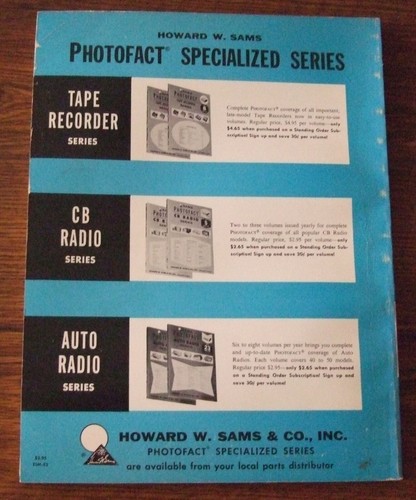 HOWARD W. SAMS
PHOTOFACT® SPECIALIZED SERIES
TAPE
RECORDER
SERIES
Complete PHOTOFACT® coverage of all important,
late-model Tape Recorders now in easy-to-use
volumes. Regular price, $4.95 per volume—only
$4.65 when purchased on a Standing Order Sub-
scription! Sign up and save 30¢ per volume!
PHOTOFACT
CB
RADIO
SERIES
Two to three volumes issued yearly for complete
PHOTOFACT® coverage of all popular CB Radio
models. Regular price, $2.95 per volume—only
$2.65 when purchased on a Standing Order Sub-
scription! Sign up and save 30¢ per volume!
PHOTOFACT
CB RADIO
AUTO
RADIO
SERIES
Six to eight volumes per year brings you complete
and up-to-date PHOTOFACT® coverage of Auto
Radios. Each volume covers 40 to 50 models.
Regular price $2.95—only $2.65 when purchased
on a Standing Order Subscription! Sign up and
save 30¢ per volume!
PHOTOFACT
HOWARD W. SAMS & CO., INC.
PHOTOFACT® SPECIALIZED SERIES
are available from your local parts distributor